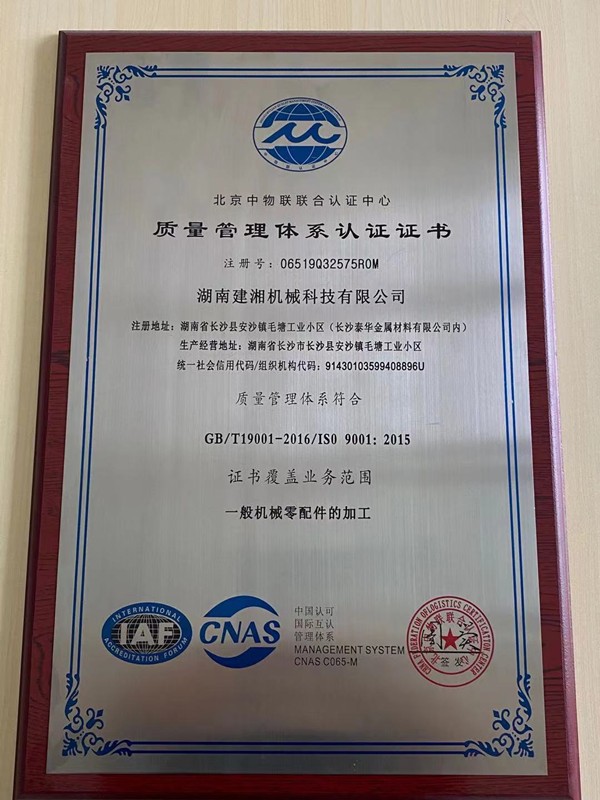 北京中物联联合认证中心
质量管理体系认证证书
注册号：06519Q32575R0M
湖南建湘机械科技有限公司
注册地址：湖南省长沙县安沙镇毛塘工业小区（长沙泰华金属材料有限公司内）
生产经营地址：湖南省长沙市长沙县安沙镇毛塘工业小区
统一社会信用代码/组织机构代码：91430103599408896U
质量管理体系符合
GB/T19001-2016/ISO 9001：2015
证书覆盖业务范围
一般机械零配件的加工
INTERNATIONAL
IAF
ACCREDITATION FORUM
CNAS
中国认可
国际互认
管理体系
MANAGEMENT SYSTEM
CNAS C065-M
CHINA FEDRATION OFLOGISTICS CERTIFICATION CENTER
签发